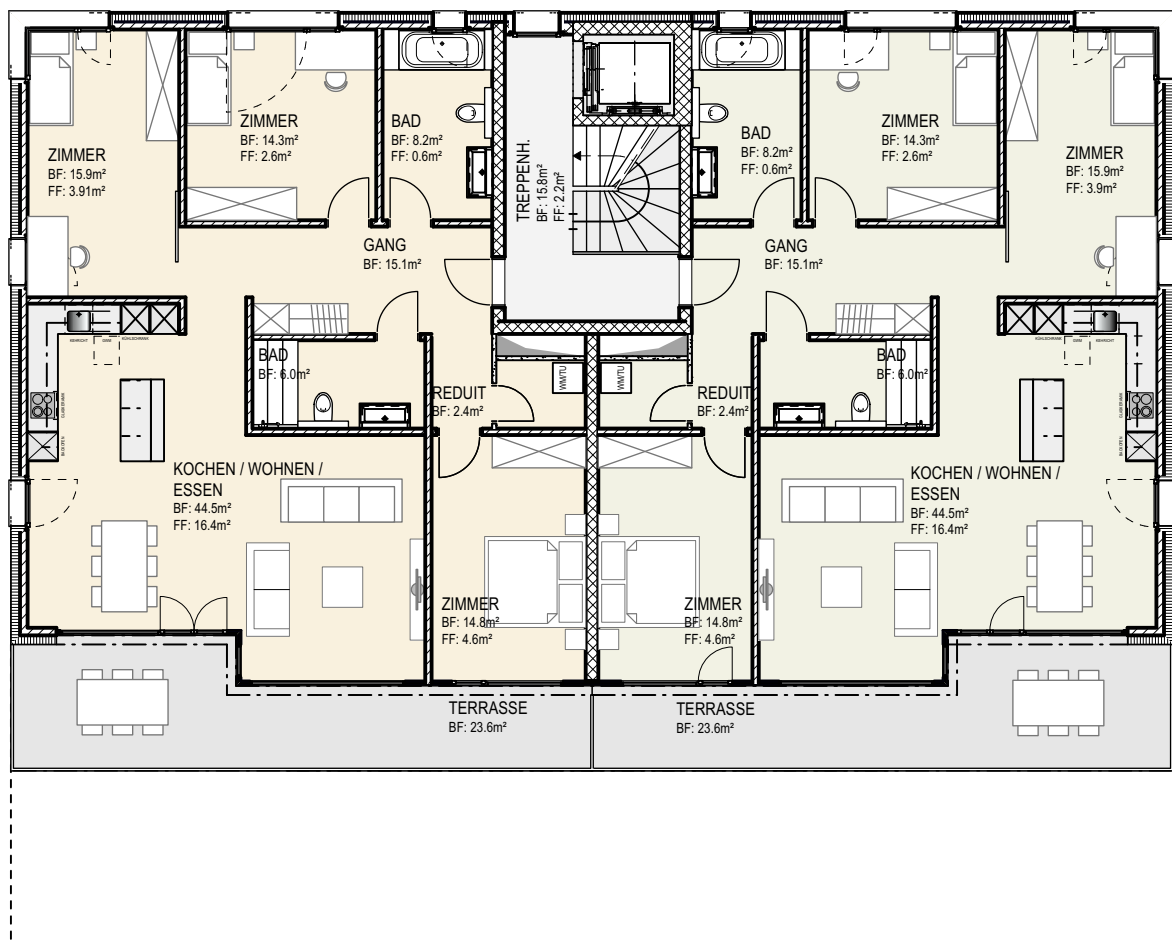 ZIMMER
BF: 15.9m²
FF: 3.91m²
ZIMMER
BF: 14.3m²
FF: 2.6m²
BAD
BF: 8.2m²
FF: 0.6m²
TREPPENH.
BF: 15.8m²
FF: 2.2m²
BAD
BF: 8.2m²
FF: 0.6m²
ZIMMER
BF: 14.3m²
FF: 2.6m²
ZIMMER
BF: 15.9m²
FF: 3.9m²
GANG
BF: 15.1m²
GANG
BF: 15.1m²
KEHRICHT
GWM
KÜHLSCHRANK
BAD
BF: 6.0m²
REDUIT
BF: 2.4m²
WM/TU
WM/TU
REDUIT
BF: 2.4m²
BAD
BF: 6.0m²
KÜHLSCHRANK
GWM
KEHRICHT
KOCHEN / WOHNEN /
ESSEN
BF: 44.5m²
FF: 16.4m²
KOCHEN / WOHNEN /
ESSEN
BF: 44.5m²
FF: 16.4m²
ZIMMER
BF: 14.8m²
FF: 4.6m²
ZIMMER
BF: 14.8m²
FF: 4.6m²
TERRASSE
BF: 23.6m²
TERRASSE
BF: 23.6m²